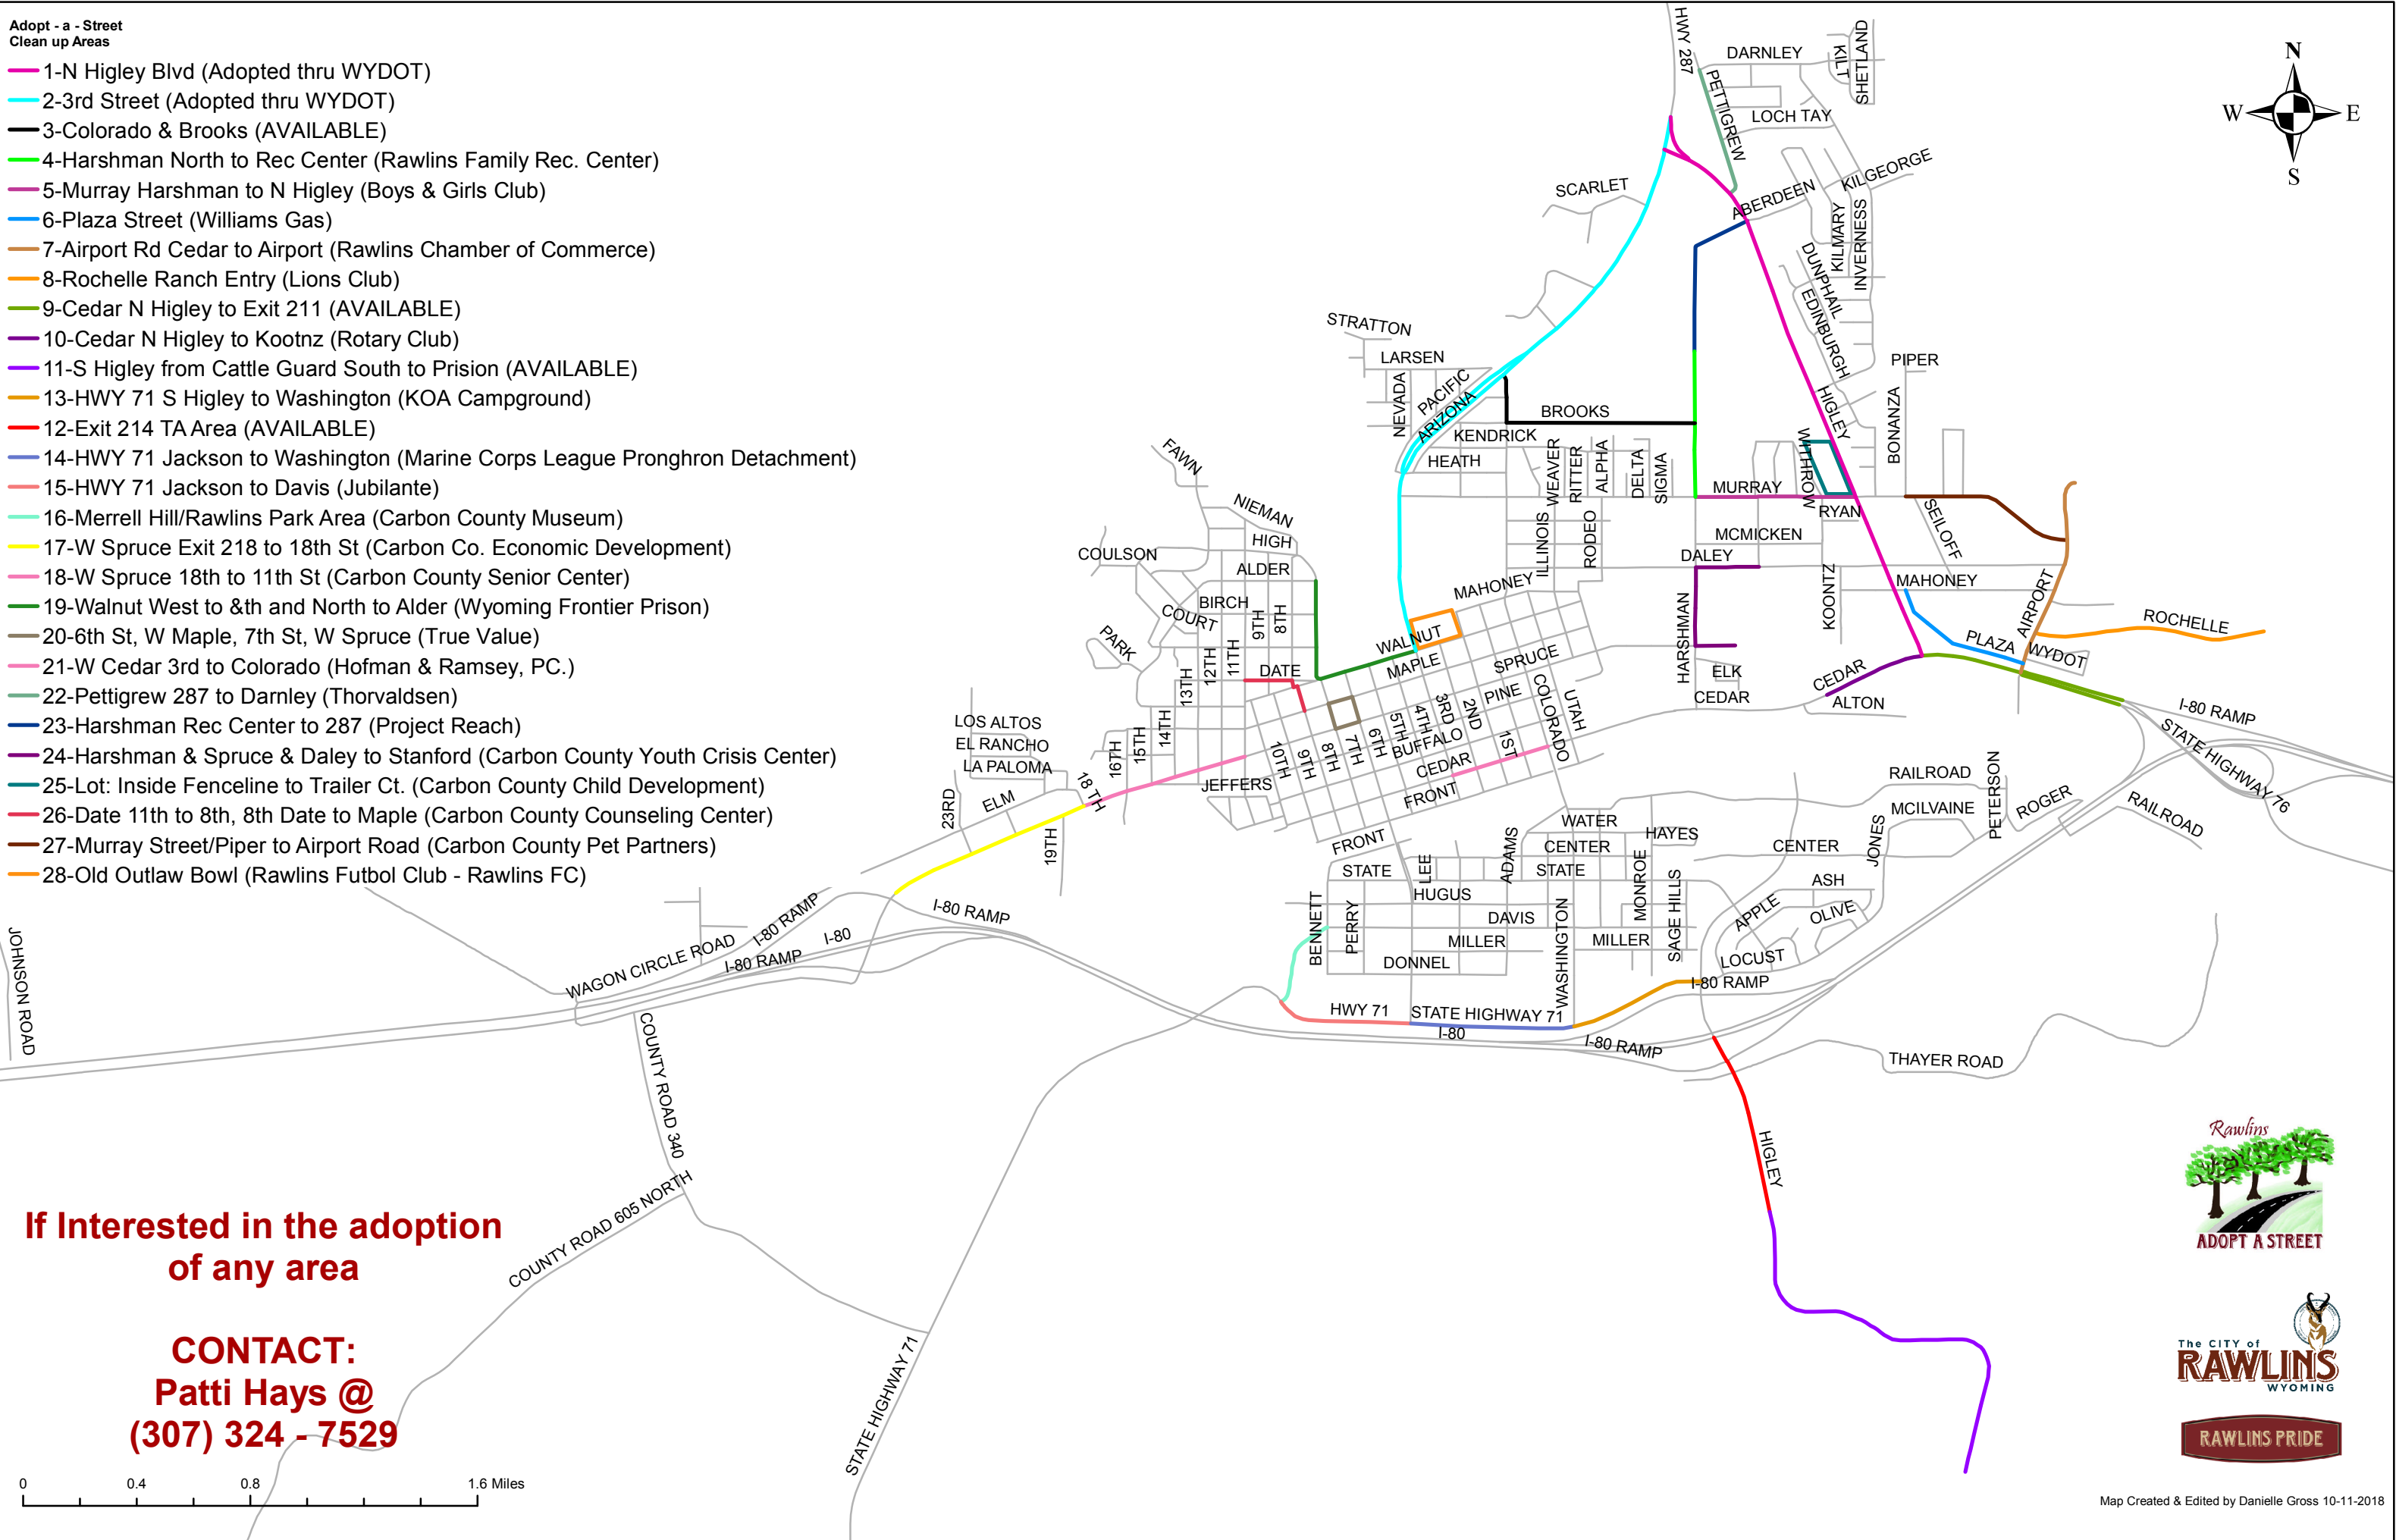 Adopt - a - Street
Clean up Areas
1-N Higley Blvd (Adopted thru WYDOT)
2-3rd Street (Adopted thru WYDOT)
3-Colorado & Brooks (AVAILABLE)
4-Harshman North to Rec Center (Rawlins Family Rec. Center)
5-Murray Harshman to N Higley (Boys & Girls Club)
6-Plaza Street (Williams Gas)
7-Airport Rd Cedar to Airport (Rawlins Chamber of Commerce)
8-Rochelle Ranch Entry (Lions Club)
9-Cedar N Higley to Exit 211 (AVAILABLE)
10-Cedar N Higley to Kootnz (Rotary Club)
11-S Higley from Cattle Guard South to Prision (AVAILABLE)
13-HWY 71 S Higley to Washington (KOA Campground)
12-Exit 214 TA Area (AVAILABLE)
14-HWY 71 Jackson to Washington (Marine Corps League Pronghron Detachment)
15-HWY 71 Jackson to Davis (Jubilante)
16-Merrell Hill/Rawlins Park Area (Carbon County Museum)
17-W Spruce Exit 218 to 18th St (Carbon Co. Economic Development)
18-W Spruce 18th to 11th St (Carbon County Senior Center)
19-Walnut West to &th and North to Alder (Wyoming Frontier Prison)
20-6th St, W Maple, 7th St, W Spruce (True Value)
21-W Cedar 3rd to Colorado (Hofman & Ramsey, PC.)
22-Pettigrew 287 to Darnley (Thorvaldsen)
23-Harshman Rec Center to 287 (Project Reach)
24-Harshman & Spruce & Daley to Stanford (Carbon County Youth Crisis Center)
25-Lot: Inside Fenceline to Trailer Ct. (Carbon County Child Development)
26-Date 11th to 8th, 8th Date to Maple (Carbon County Counseling Center)
27-Murray Street/Piper to Airport Road (Carbon County Pet Partners)
28-Old Outlaw Bowl (Rawlins Futbol Club - Rawlins FC)
HWY 287
DARNLEY
KILT
SHETLAND
PETTIGREW
LOCH TAY
N
W
E
S
SCARLET
ABERDEEN
KILGEORGE
KILMARY
INVERNESS
DUNPHAIL
EDINBURGH
STRATTON
LARSEN
NEVADA
PACIFIC
ARIZONA
BROOKS
HIGLEY
PIPER
BONANZA
KENDRICK
HEATH
WEAVER
RITTER
ALPHA
DELTA
SIGMA
WITHROW
MURRAY
RYAN
SEILOFF
FAWN
NIEMAN
HIGH
COULSON
ALDER
ILLINOIS
RODEO
MCMICKEN
DALEY
MAHONEY
MAHONEY
KOONTZ
AIRPORT
BIRCH
COURT
9TH
8TH
PARK
WALNUT
HARSHMAN
ROCHELLE
PLAZA
WYDOT
13TH
12TH
11TH
DATE
MAPLE
SPRUCE
ELK
CEDAR
CEDAR
ALTON
PINE
COLORADO
UTAH
3RD
2ND
4TH
5TH
I-80 RAMP
STATE HIGHWAY 76
LOS ALTOS
EL RANCHO
LA PALOMA
16TH
15TH
14TH
18 TH
10TH
9TH
8TH
7TH
6TH
BUFFALO
1ST
CEDAR
JEFFERS
FRONT
23RD
ELM
19TH
RAILROAD
PETERSON
MCILVAINE
ROGER
RAILROAD
FRONT
WATER
HAYES
CENTER
CENTER
JONES
ADAMS
LEE
STATE
STATE
HUGUS
MONROE
SAGE HILLS
ASH
APPLE
OLIVE
BENNETT
PERRY
DAVIS
WASHINGTON
MILLER
MILLER
DONNEL
LOCUST
I-80 RAMP
I-80 RAMP
I-80 RAMP
I-80
I-80 RAMP
WAGON CIRCLE ROAD
JOHNSON ROAD
HWY 71
STATE HIGHWAY 71
I-80
I-80 RAMP
THAYER ROAD
COUNTY ROAD 340
COUNTY ROAD 605 NORTH
HIGLEY
STATE HIGHWAY 71
If Interested in the adoption
of any area
CONTACT:
Patti Hays @
(307) 324 - 7529
0 0.4 0.8 1.6 Miles
Rawlins
ADOPT A STREET
The CITY of
RAWLINS
WYOMING
RAWLINS PRIDE
Map Created & Edited by Danielle Gross 10-11-2018